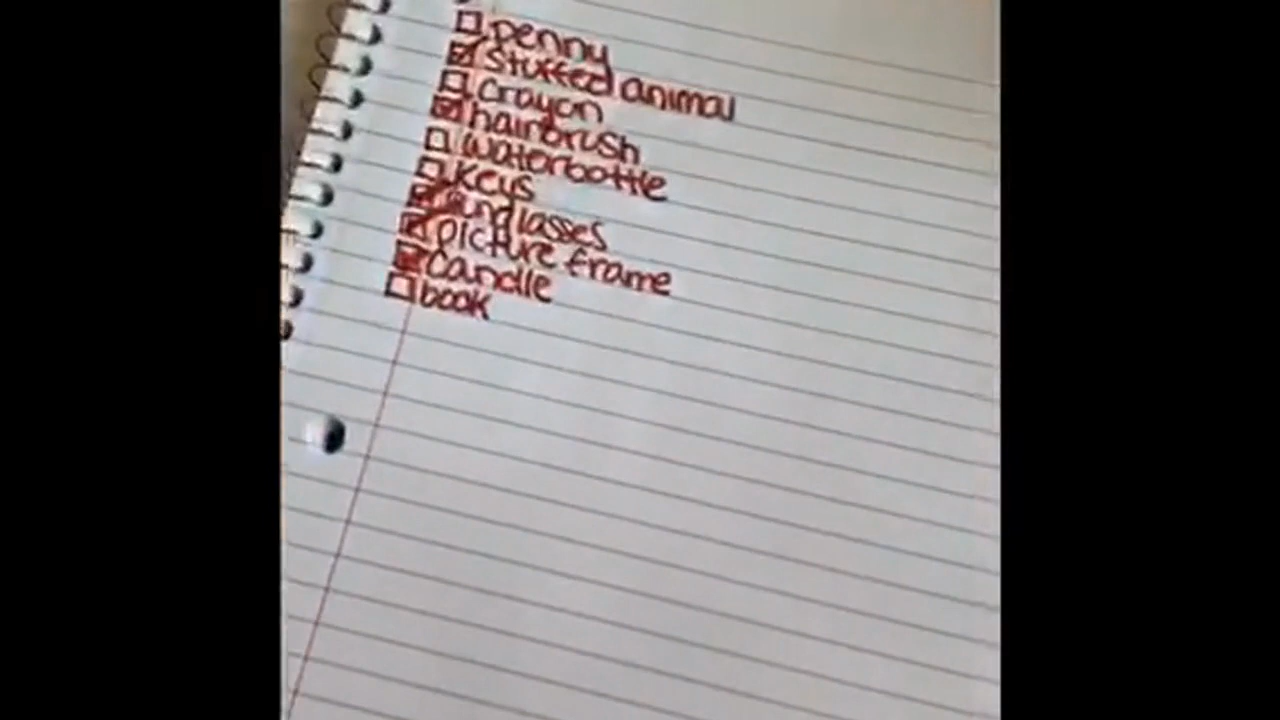 penny
stuffed animal
crayon
hairbrush
waterbottle
keys
sunglasses
picture frame
candle
book